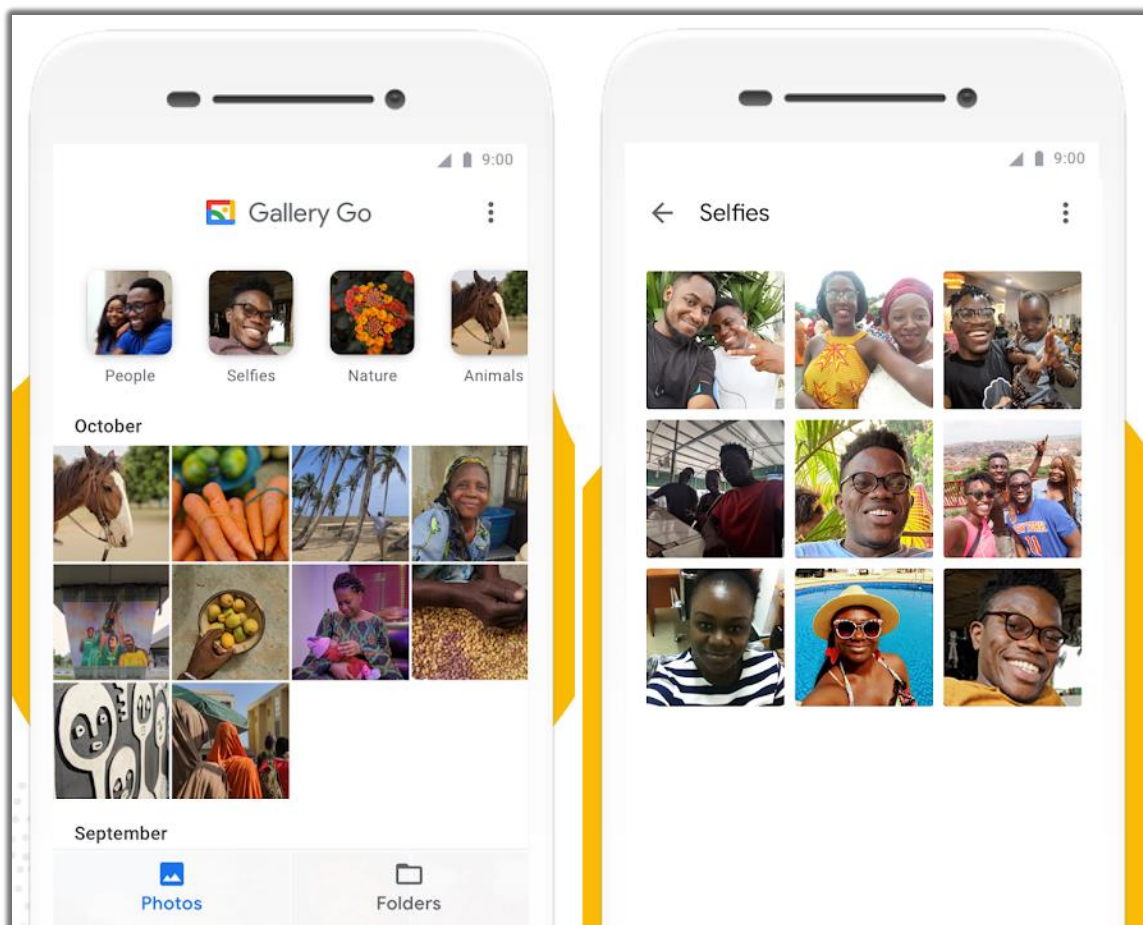 9:00
Gallery Go
People Selfies Nature Animals
October
September
Photos Folders
9:00
Selfies